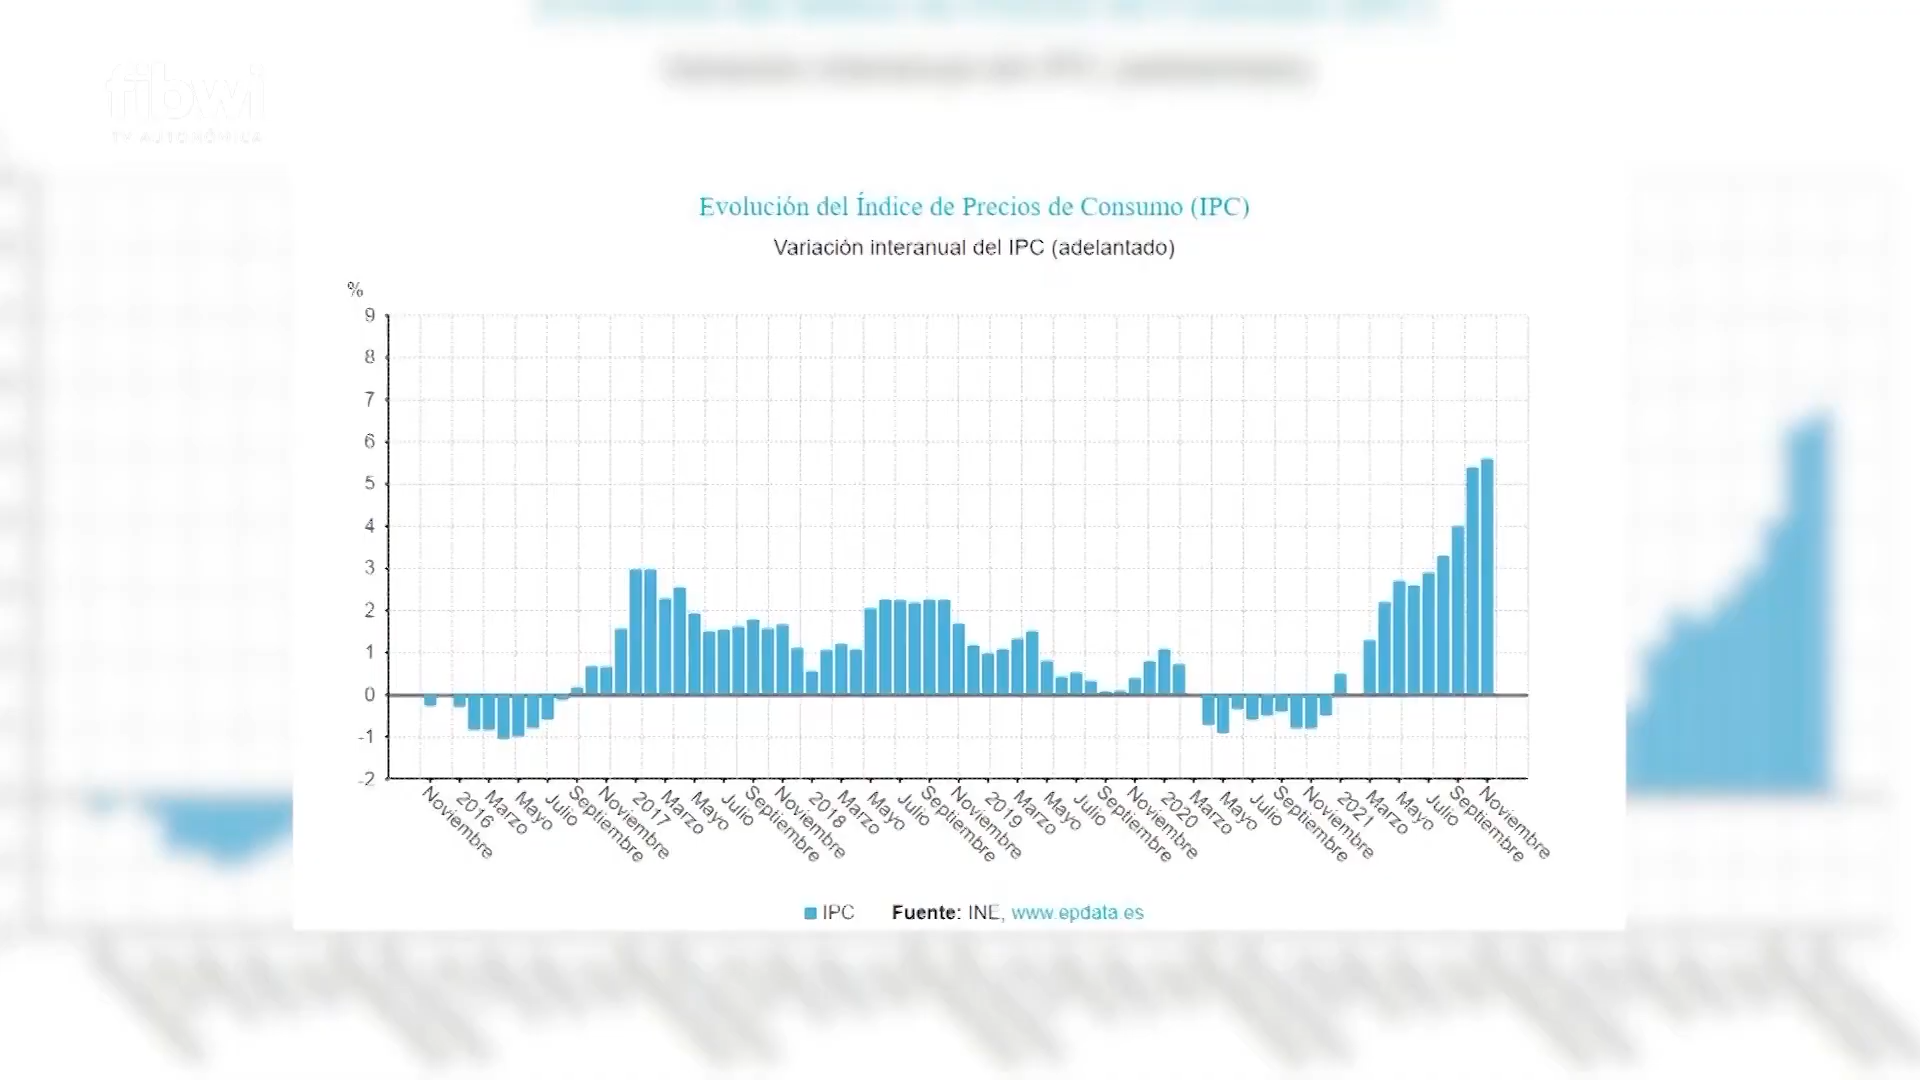 fibwi
TV AUTONÓMICA
Evolución del Índice de Precios de Consumo (IPC)
Variación interanual del IPC (adelantado)
%
9
8
7
6
5
4
3
2
1
0
-1
-2
Noviembre
2016
Marzo
Mayo
Julio
Septiembre
Noviembre
2017
Marzo
Mayo
Julio
Septiembre
Noviembre
2018
Marzo
Mayo
Julio
Septiembre
Noviembre
2019
Marzo
Mayo
Julio
Septiembre
Noviembre
2020
Marzo
Mayo
Julio
Septiembre
Noviembre
2021
Marzo
Mayo
Julio
Septiembre
Noviembre
IPC Fuente: INE, www.epdata.es